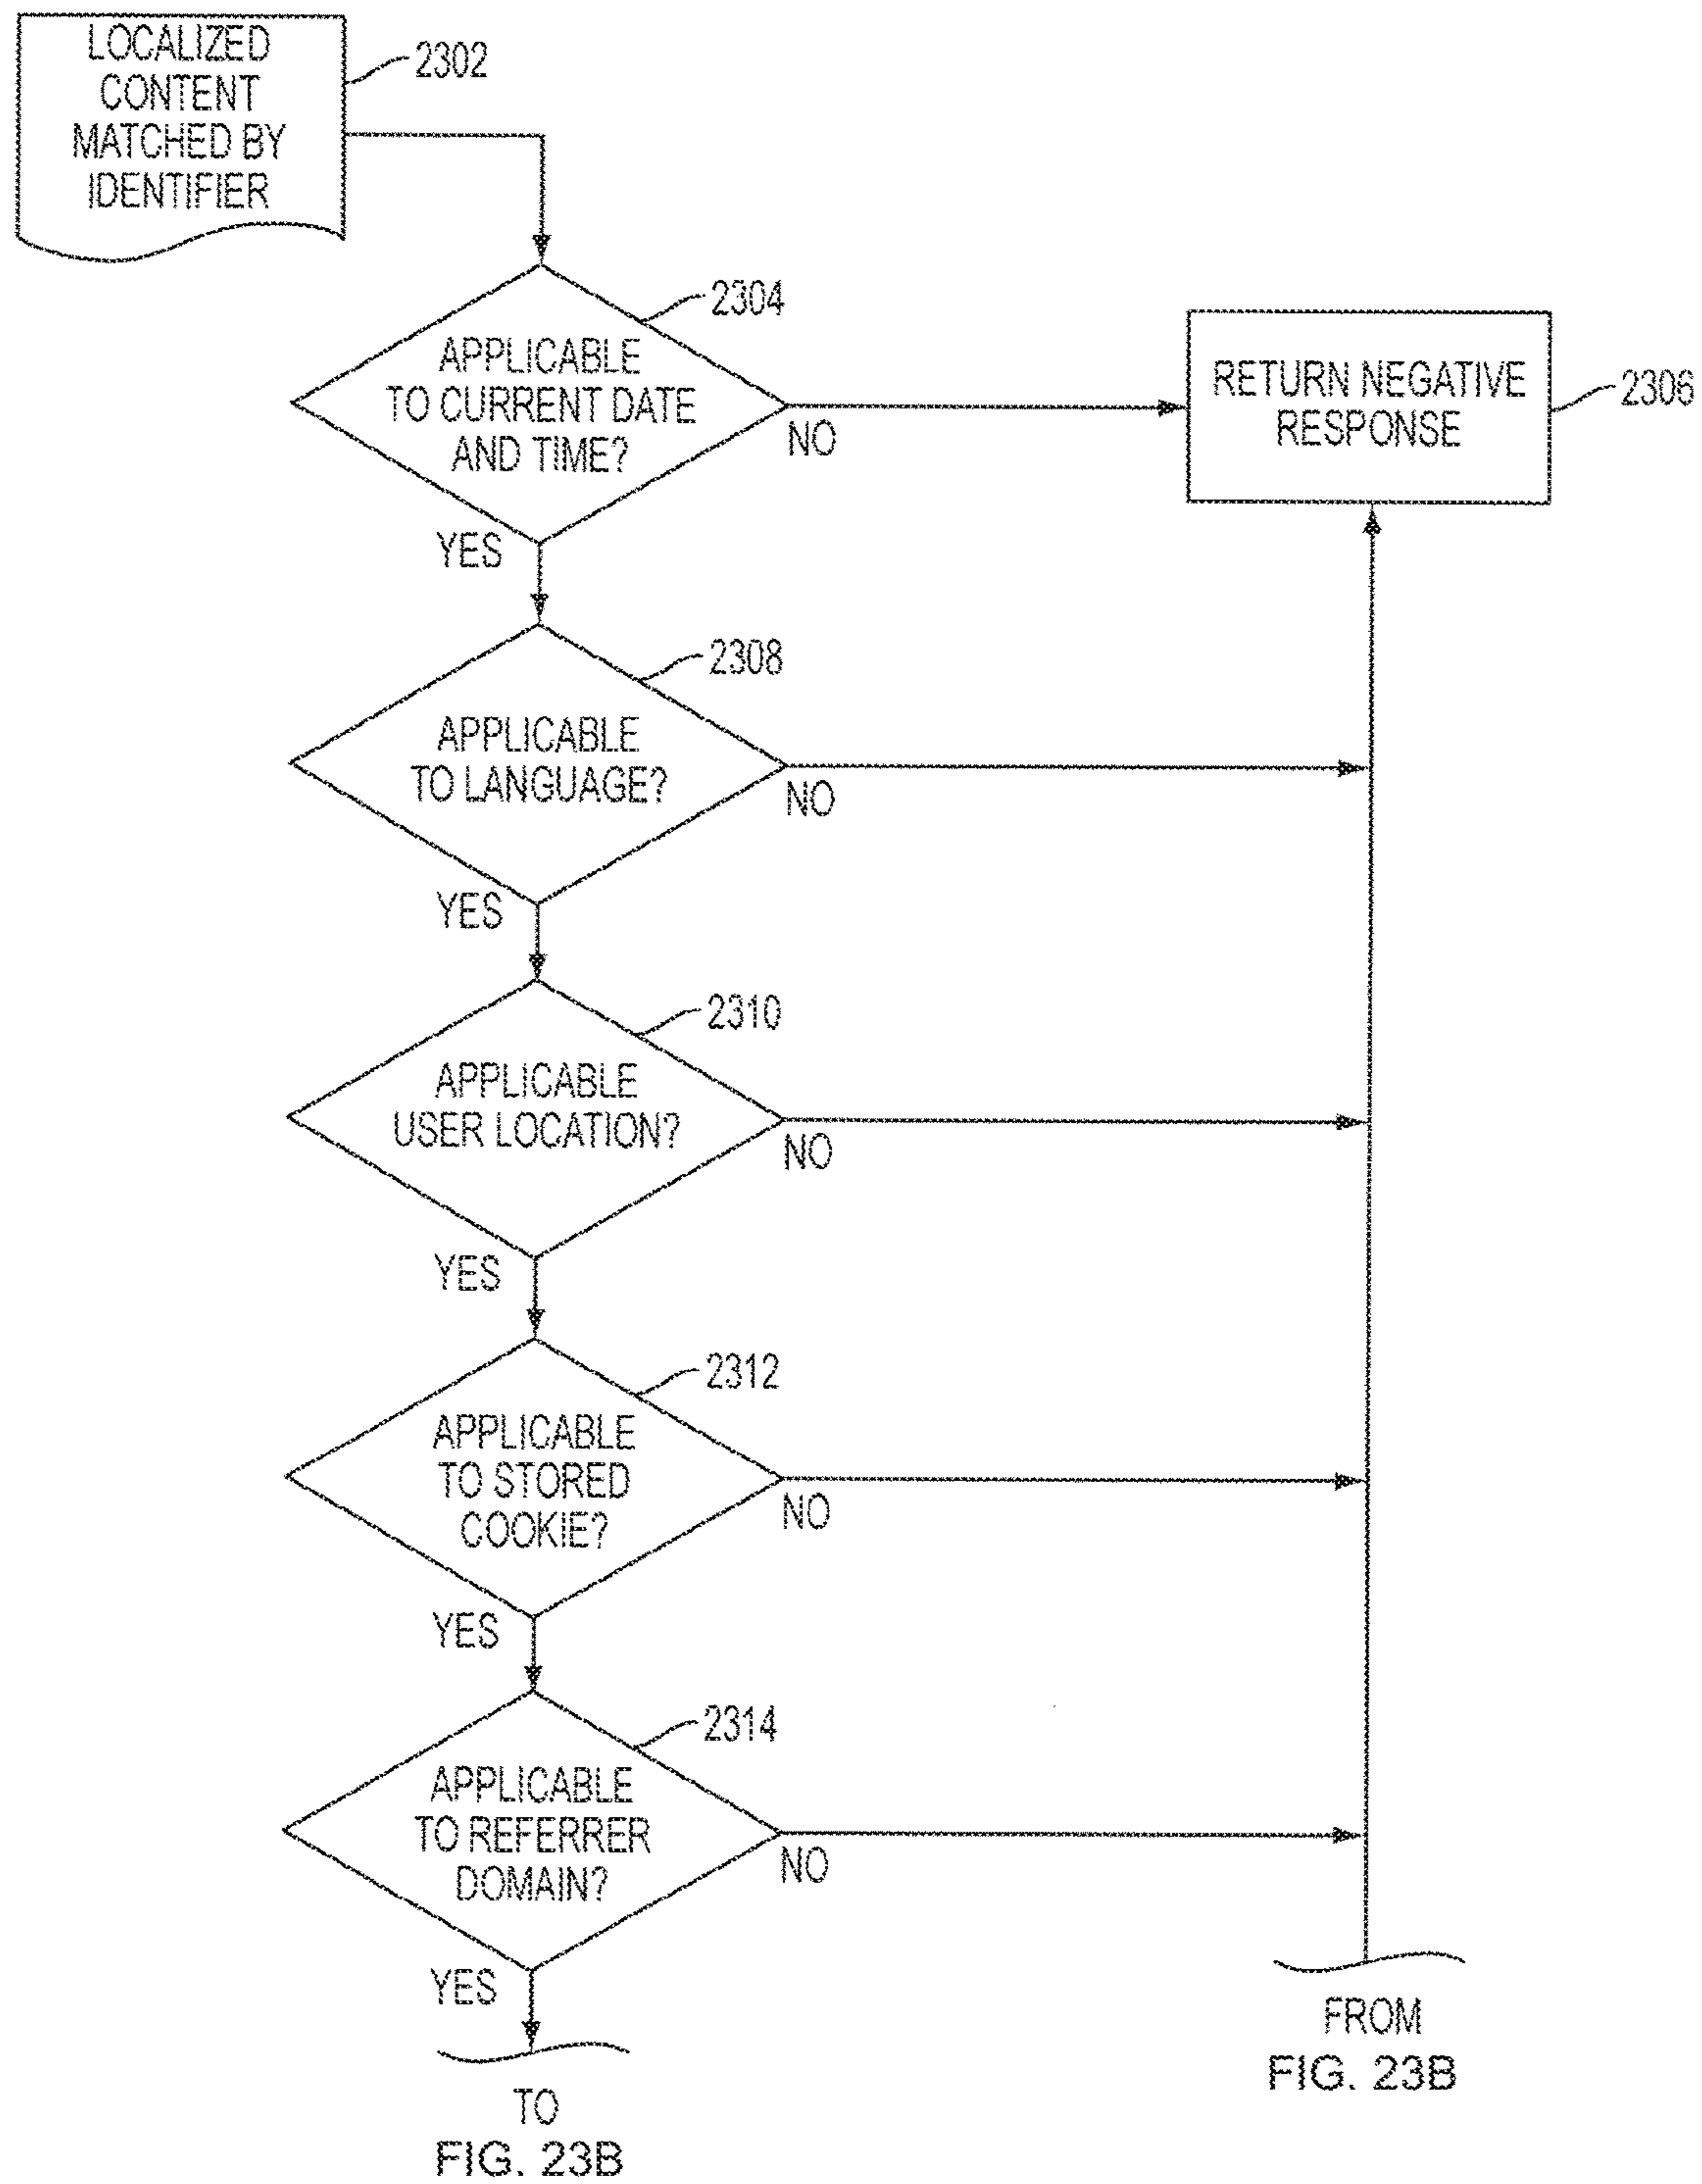 LOCALIZED
CONTENT
MATCHED BY
IDENTIFIER
2302
2304
APPLICABLE
TO CURRENT DATE
AND TIME?
NO
YES
RETURN NEGATIVE
RESPONSE
2306
2308
APPLICABLE
TO LANGUAGE?
NO
YES
2310
APPLICABLE
USER LOCATION?
NO
YES
2312
APPLICABLE
TO STORED
COOKIE?
NO
YES
2314
APPLICABLE
TO REFERRER
DOMAIN?
NO
YES
TO
FIG. 23B
FROM
FIG. 23B